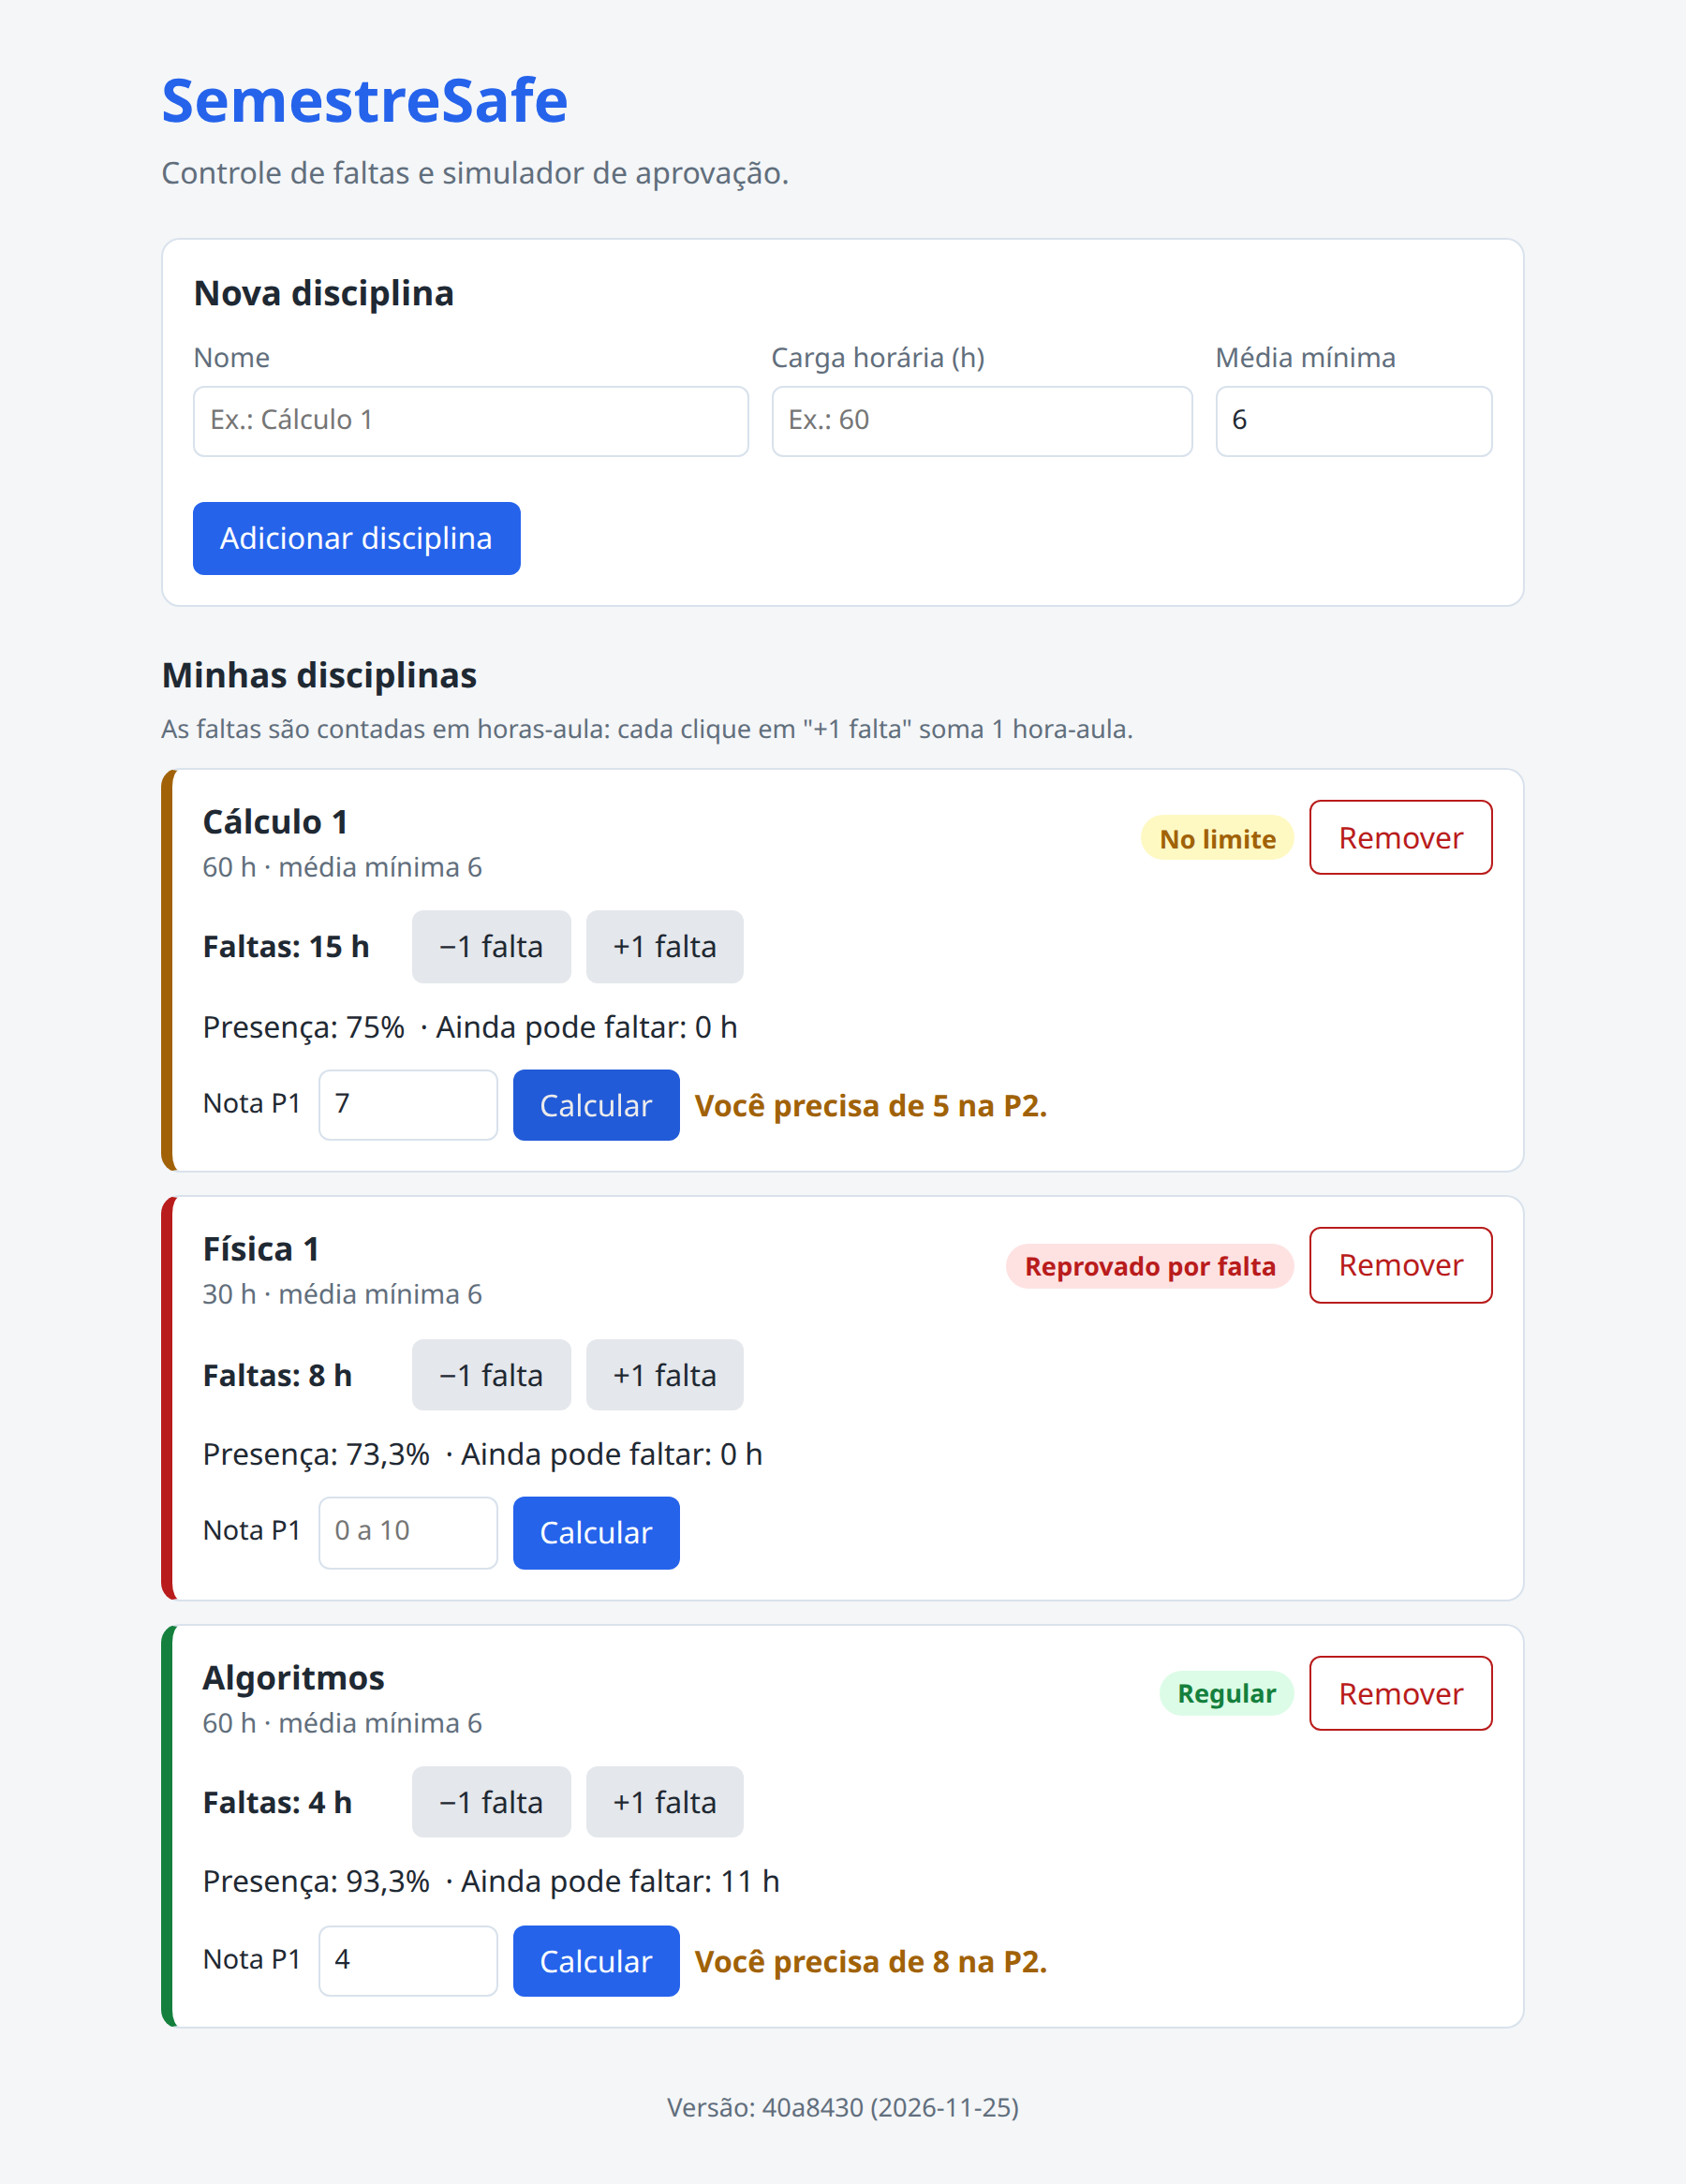 SemestreSafe
Controle de faltas e simulador de aprovação.
Nova disciplina
Nome
Carga horária (h)
Média mínima
Ex.: Cálculo 1
Ex.: 60
6
Adicionar disciplina
Minhas disciplinas
As faltas são contadas em horas-aula: cada clique em "+1 falta" soma 1 hora-aula.
Cálculo 1
60 h · média mínima 6
No limite
Remover
Faltas: 15 h
−1 falta
+1 falta
Presença: 75% · Ainda pode faltar: 0 h
Nota P1
7
Calcular
Você precisa de 5 na P2.
Física 1
30 h · média mínima 6
Reprovado por falta
Remover
Faltas: 8 h
−1 falta
+1 falta
Presença: 73,3% · Ainda pode faltar: 0 h
Nota P1
0 a 10
Calcular
Algoritmos
60 h · média mínima 6
Regular
Remover
Faltas: 4 h
−1 falta
+1 falta
Presença: 93,3% · Ainda pode faltar: 11 h
Nota P1
4
Calcular
Você precisa de 8 na P2.
Versão: 40a8430 (2026-11-25)